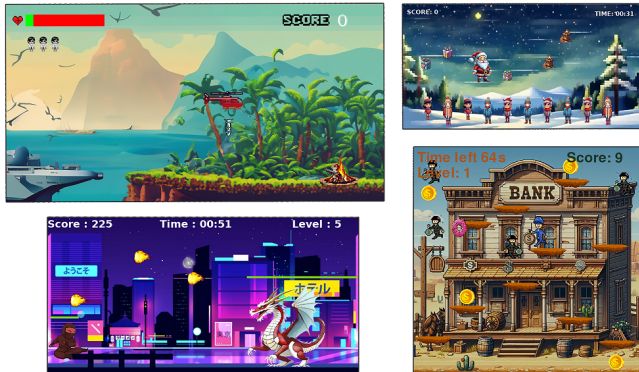 SCORE 0
SCORE: 0
TIME: 00:31
Time left 64s
Score: 9
Level: 1
BANK
Score : 225
Time : 00:51
Level : 5
ようこそ
ホテル